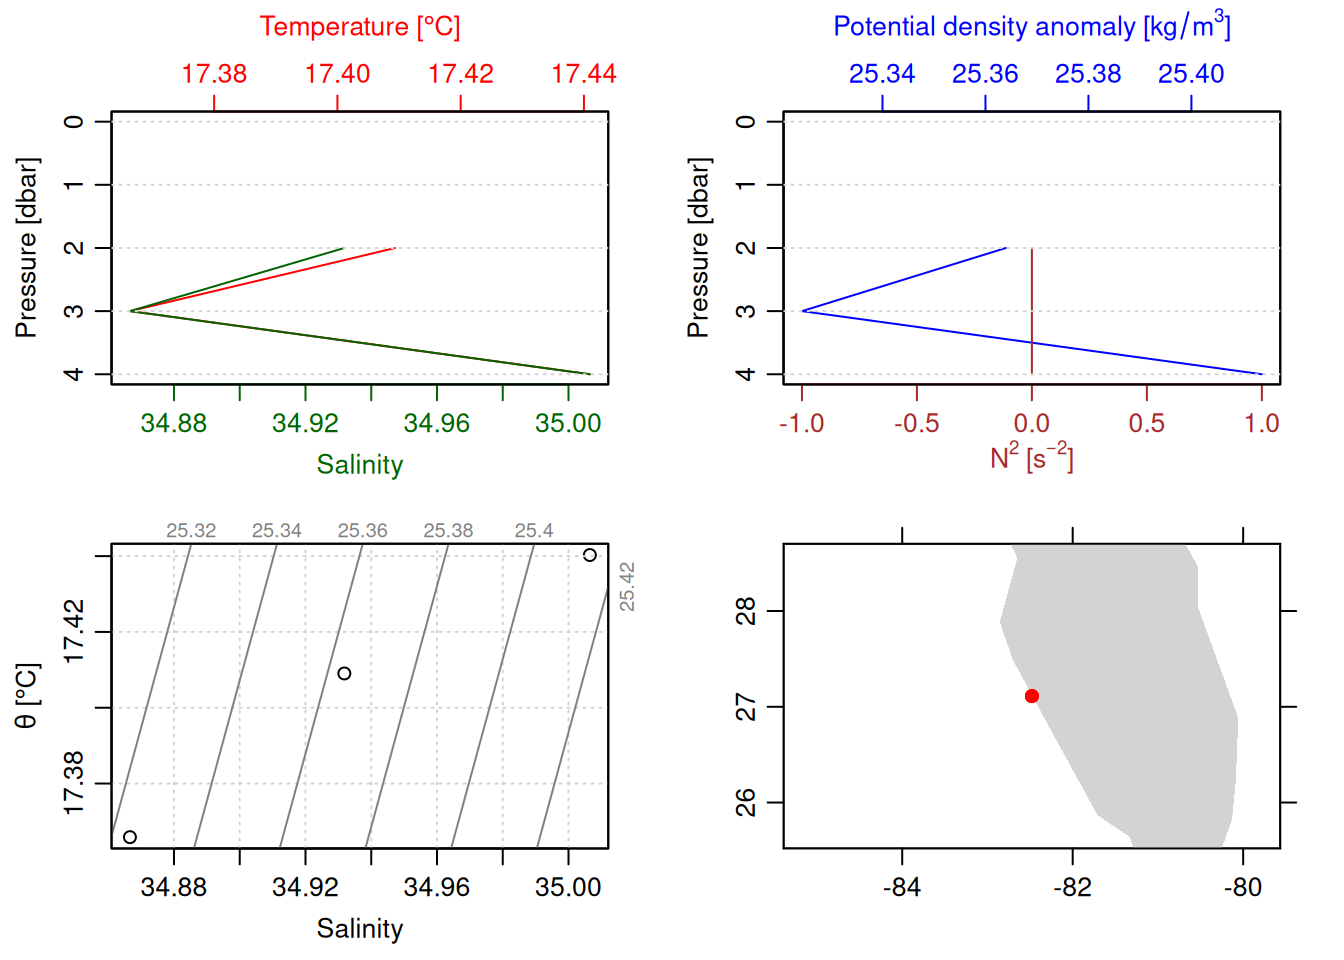 Temperature [°C]
17.38 17.40 17.42 17.44
0
1
2
3
4
Pressure [dbar]
34.88 34.92 34.96 35.00
Salinity
Potential density anomaly [kg/m³]
25.34 25.36 25.38 25.40
0
1
2
3
4
Pressure [dbar]
-1.0 -0.5 0.0 0.5 1.0
N² [s⁻²]
25.32 25.34 25.36 25.38 25.4
25.42
17.42
17.38
θ [°C]
34.88 34.92 34.96 35.00
Salinity
28
27
26
-84 -82 -80